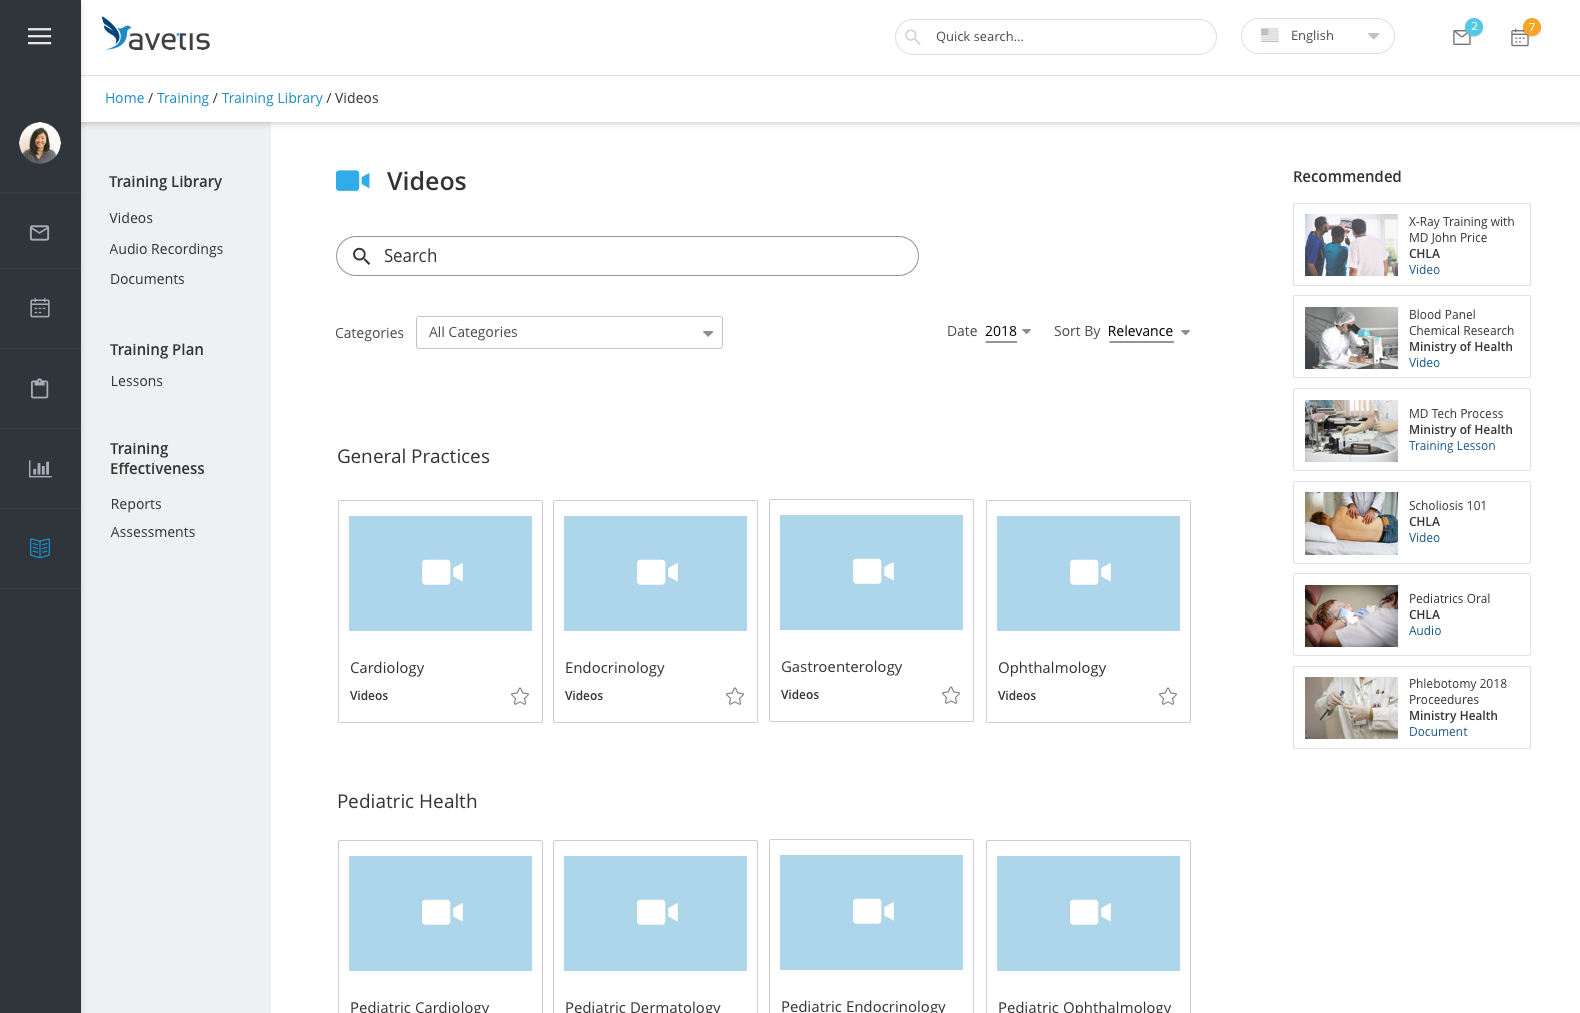 avetis
Quick search...
English
2
7
Home / Training / Training Library / Videos
Training Library
Videos
Audio Recordings
Documents
Training Plan
Lessons
Training
Effectiveness
Reports
Assessments
Videos
Search
Categories
All Categories
Date 2018
Sort By Relevance
General Practices
Cardiology
Videos
Endocrinology
Videos
Gastroenterology
Videos
Ophthalmology
Videos
Pediatric Health
Pediatric Cardiology
Pediatric Dermatology
Pediatric Endocrinology
Pediatric Ophthalmology
Recommended
X-Ray Training with
MD John Price
CHLA
Video
Blood Panel
Chemical Research
Ministry of Health
Video
MD Tech Process
Ministry of Health
Training Lesson
Scholiosis 101
CHLA
Video
Pediatrics Oral
CHLA
Audio
Phlebotomy 2018
Proceedures
Ministry Health
Document